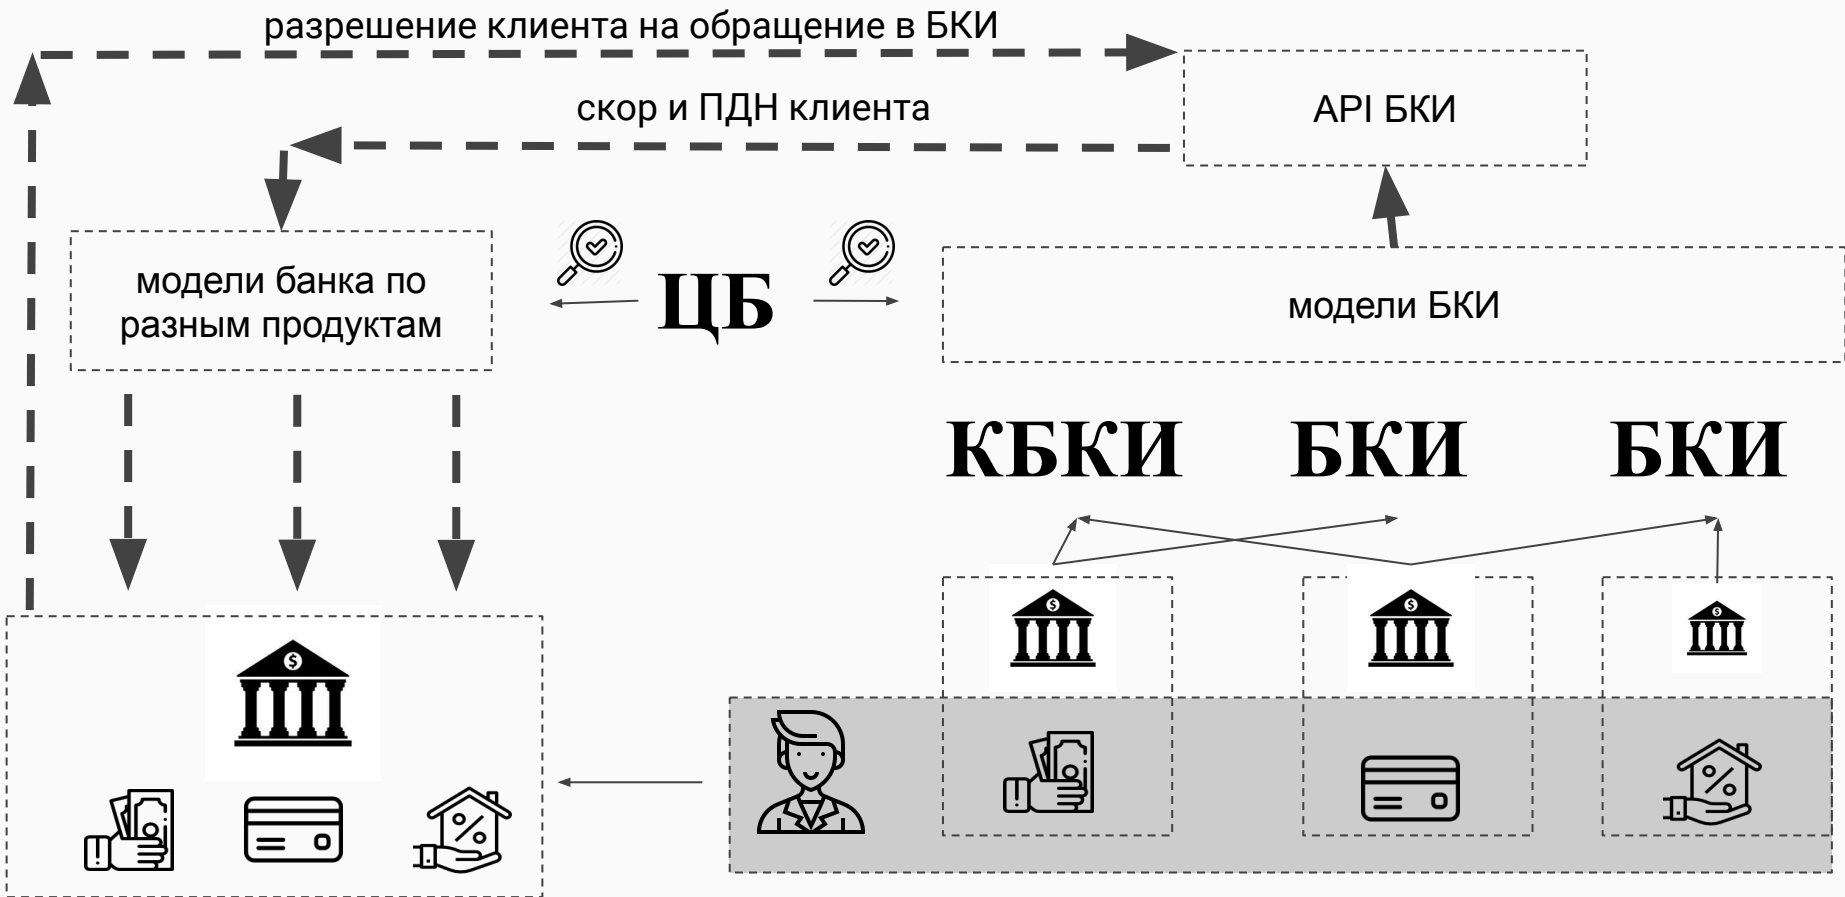 разрешение клиента на обращение в БКИ
скор и ПДН клиента
API БКИ
модели банка по
разным продуктам
ЦБ
модели БКИ
КБКИ
БКИ
БКИ
$
$
$
$
%
%